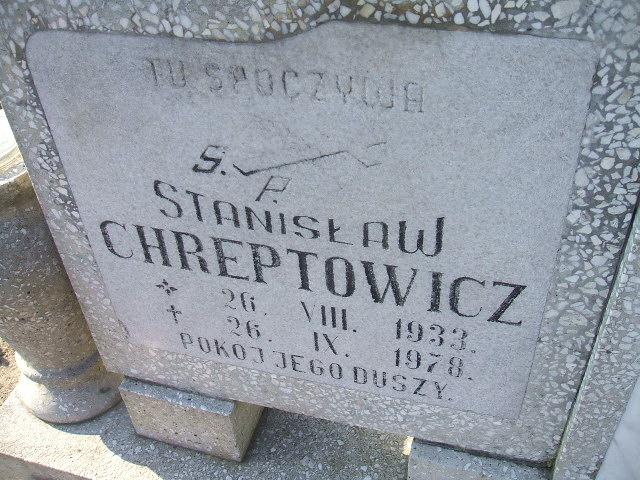 TU SPOCZYWA
Ś. P.
STANISŁAW
CHREPTOWICZ
26. VIII. 1933.
† 26. IX. 1978.
POKÓJ JEGO DUSZY.